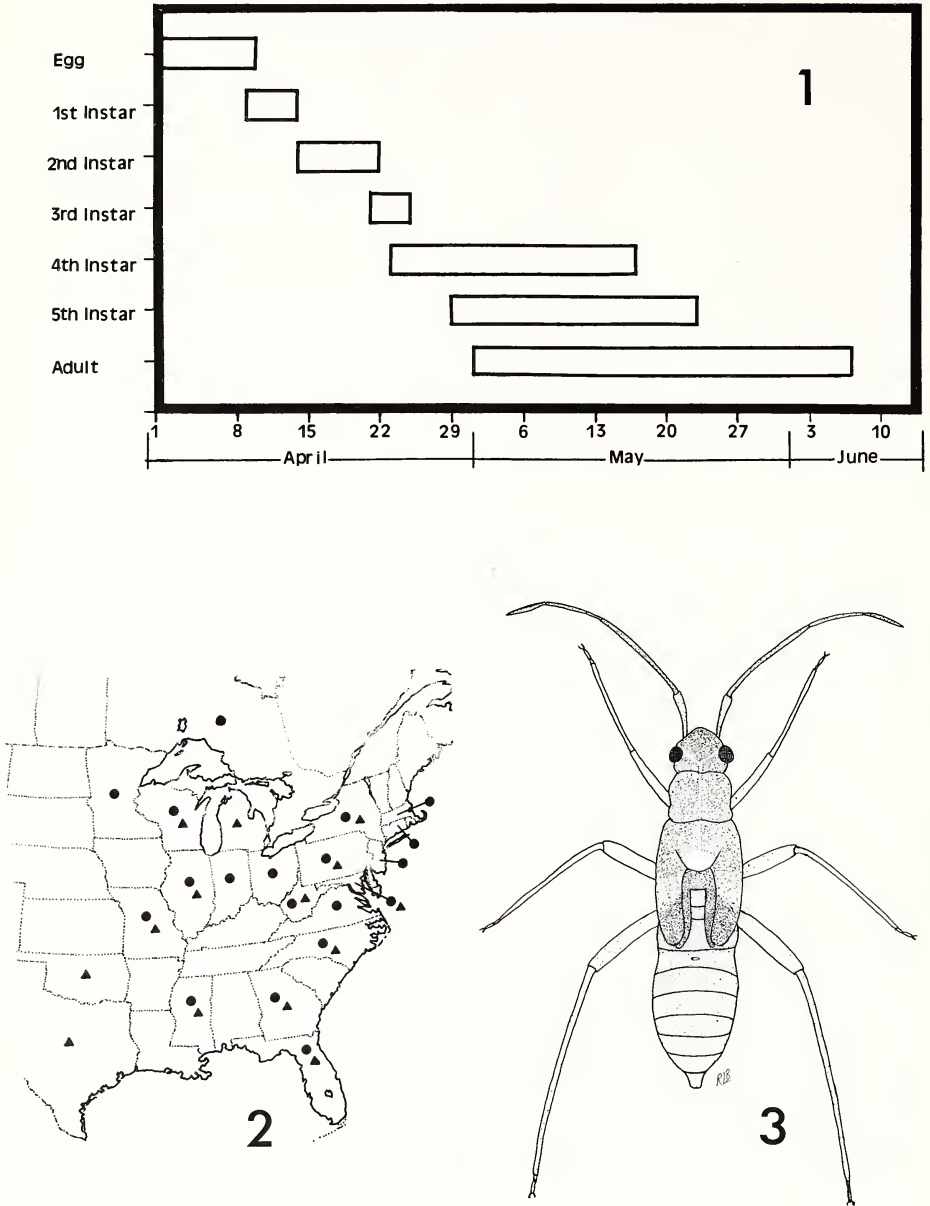 1
Egg
1st Instar
2nd Instar
3rd Instar
4th Instar
5th Instar
Adult
1 8 15 22 29 6 13 20 27 3 10
April May June
2
3
RLB